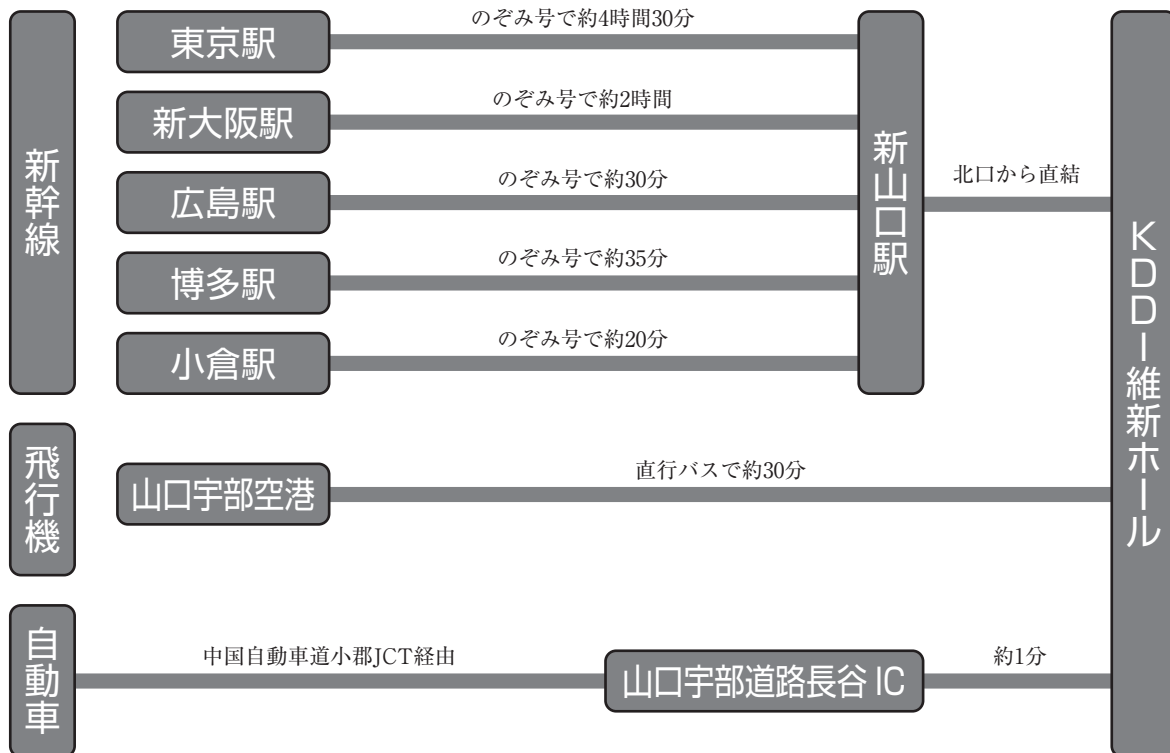 新幹線
東京駅
のぞみ号で約4時間30分
新大阪駅
のぞみ号で約2時間
広島駅
のぞみ号で約30分
博多駅
のぞみ号で約35分
小倉駅
のぞみ号で約20分
新山口駅
北口から直結
KDDI維新ホール
飛行機
山口宇部空港
直行バスで約30分
自動車
中国自動車道小郡JCT経由
山口宇部道路長谷 IC
約1分